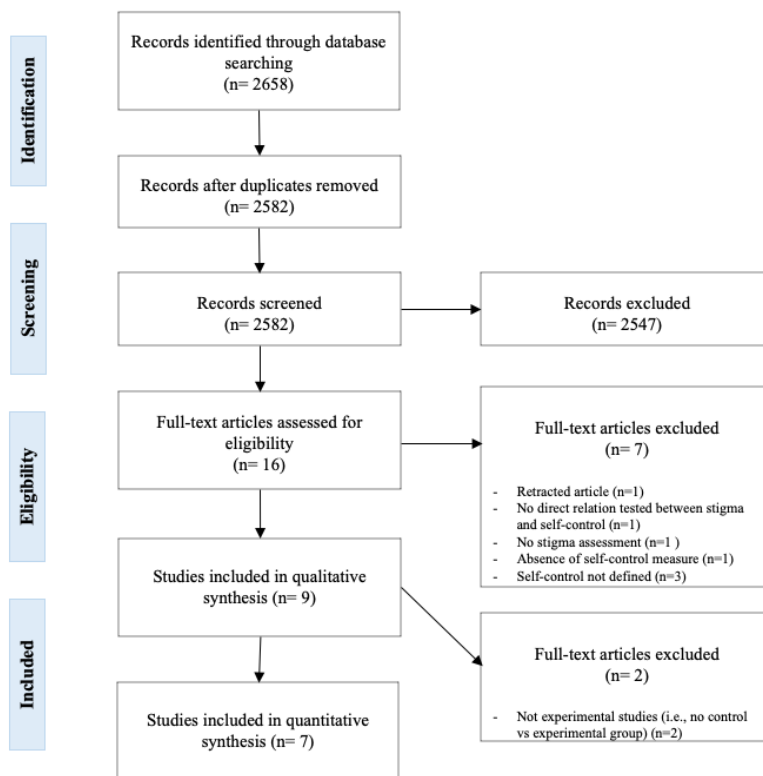 Identification
Records identified through database
searching
(n= 2658)
Records after duplicates removed
(n= 2582)
Screening
Records screened
(n= 2582)
Records excluded
(n= 2547)
Eligibility
Full-text articles assessed for
eligibility
(n= 16)
Full-text articles excluded
(n= 7)
- Retracted article (n=1)
- No direct relation tested between stigma
and self-control (n=1)
- No stigma assessment (n=1 )
- Absence of self-control measure (n=1)
- Self-control not defined (n=3)
Studies included in qualitative
synthesis (n= 9)
Included
Full-text articles excluded
(n= 2)
- Not experimental studies (i.e., no control
vs experimental group) (n=2)
Studies included in quantitative
synthesis (n= 7)